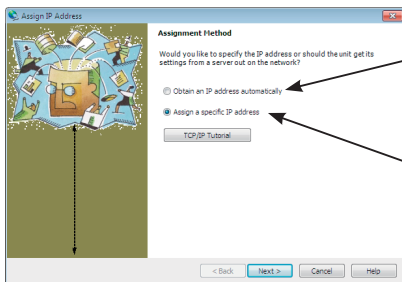 Assign IP Address
Assignment Method
Would you like to specify the IP address or should the unit get its
settings from a server out on the network?
Obtain an IP address automatically
Assign a specific IP address
TCP/IP Tutorial
< Back
Next >
Cancel
Help